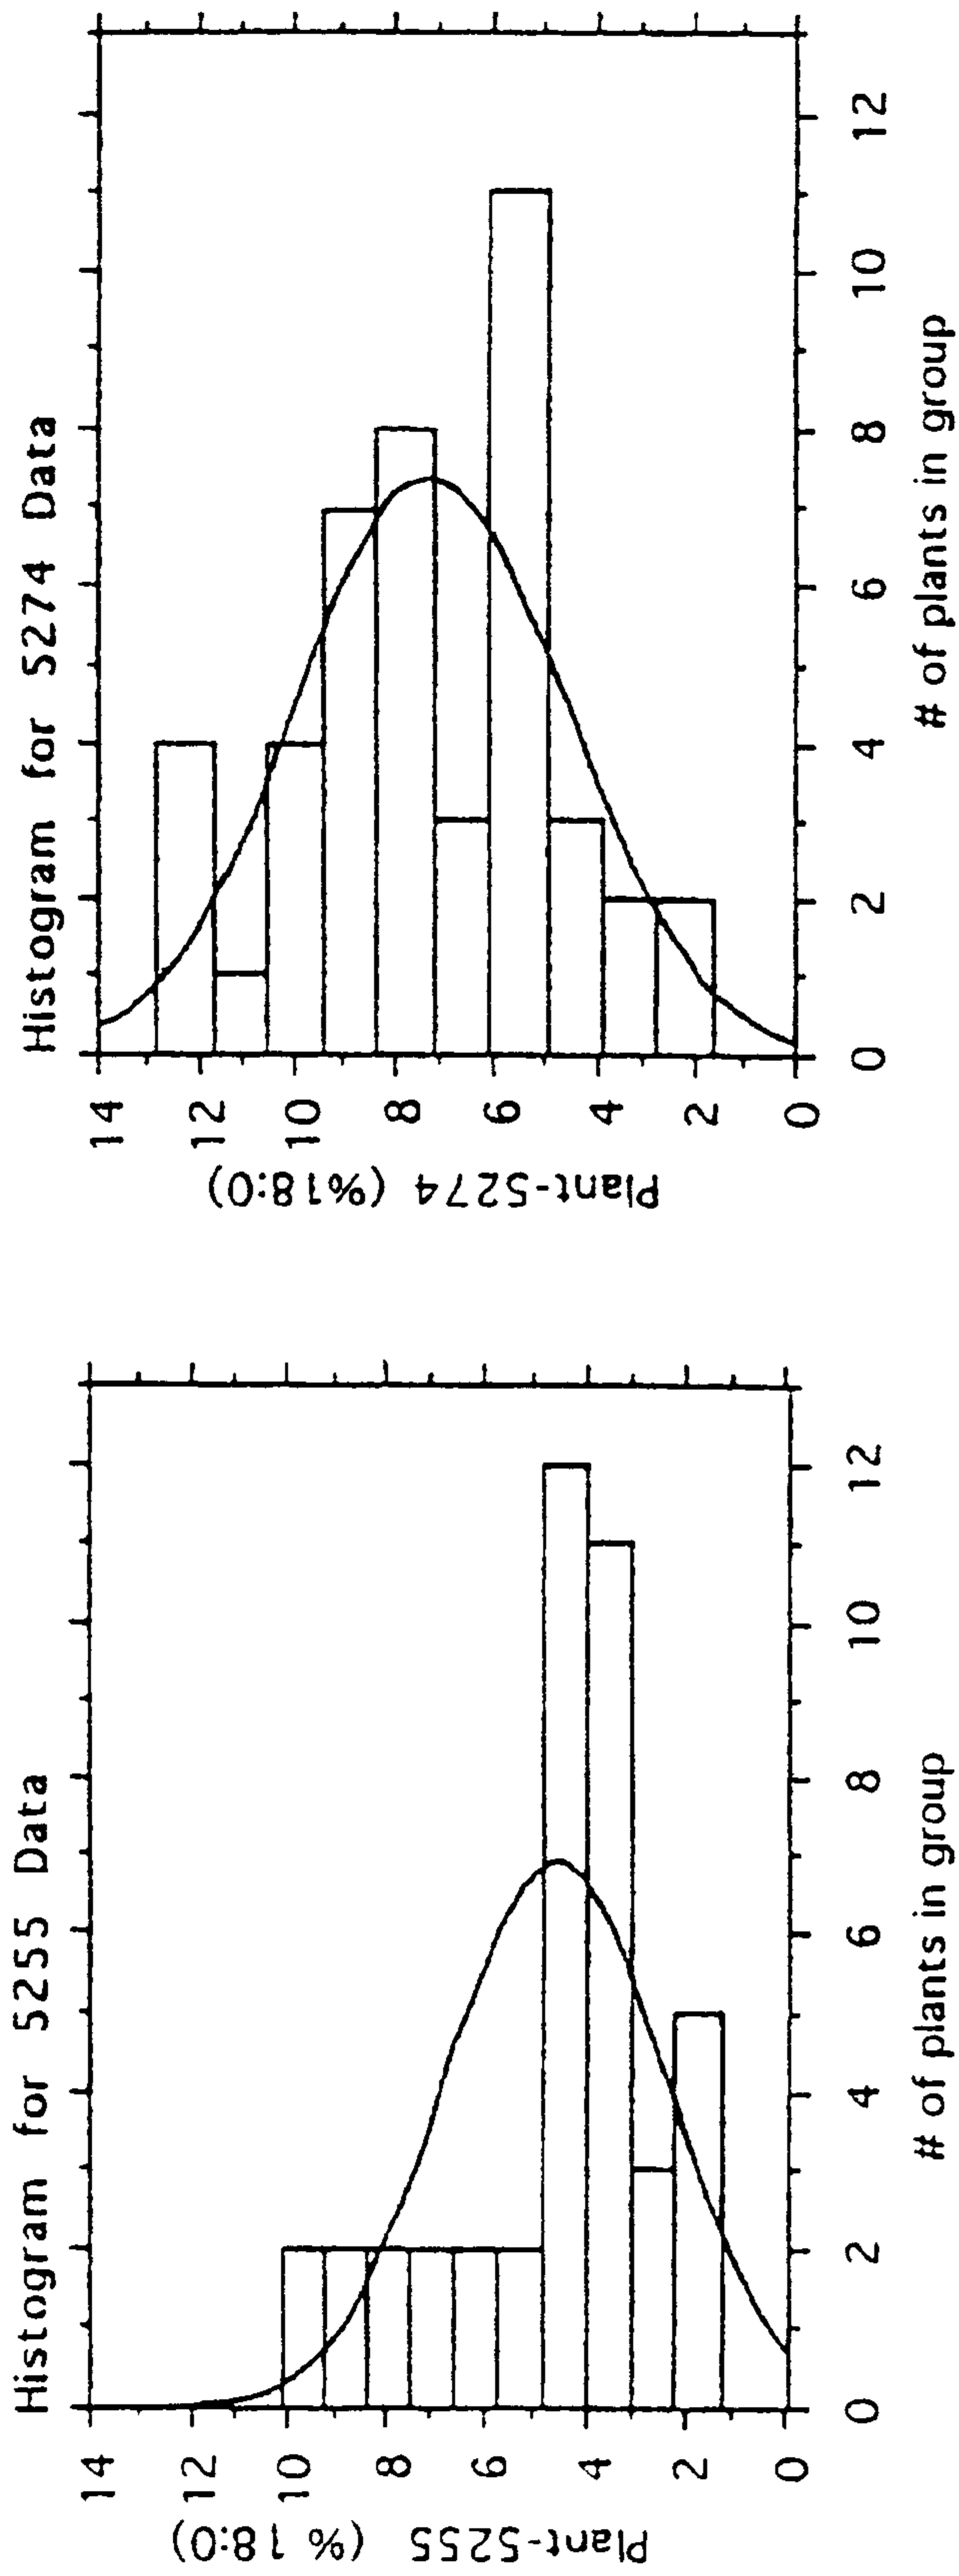 Histogram for 5255 Data
Plant-5255 (% 18:0)
14
12
10
8
6
4
2
0
0 2 4 6 8 10 12
# of plants in group
Histogram for 5274 Data
Plant-5274 (%18:0)
14
12
10
8
6
4
2
0
0 2 4 6 8 10 12
# of plants in group